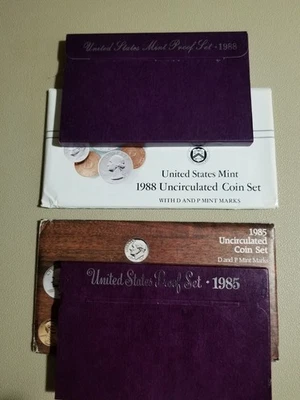 United States Mint Proof Set · 1988
United States Mint
1988 Uncirculated Coin Set
WITH D AND P MINT MARKS
1985
Uncirculated
Coin Set
D and P Mint Marks
United States Proof Set · 1985